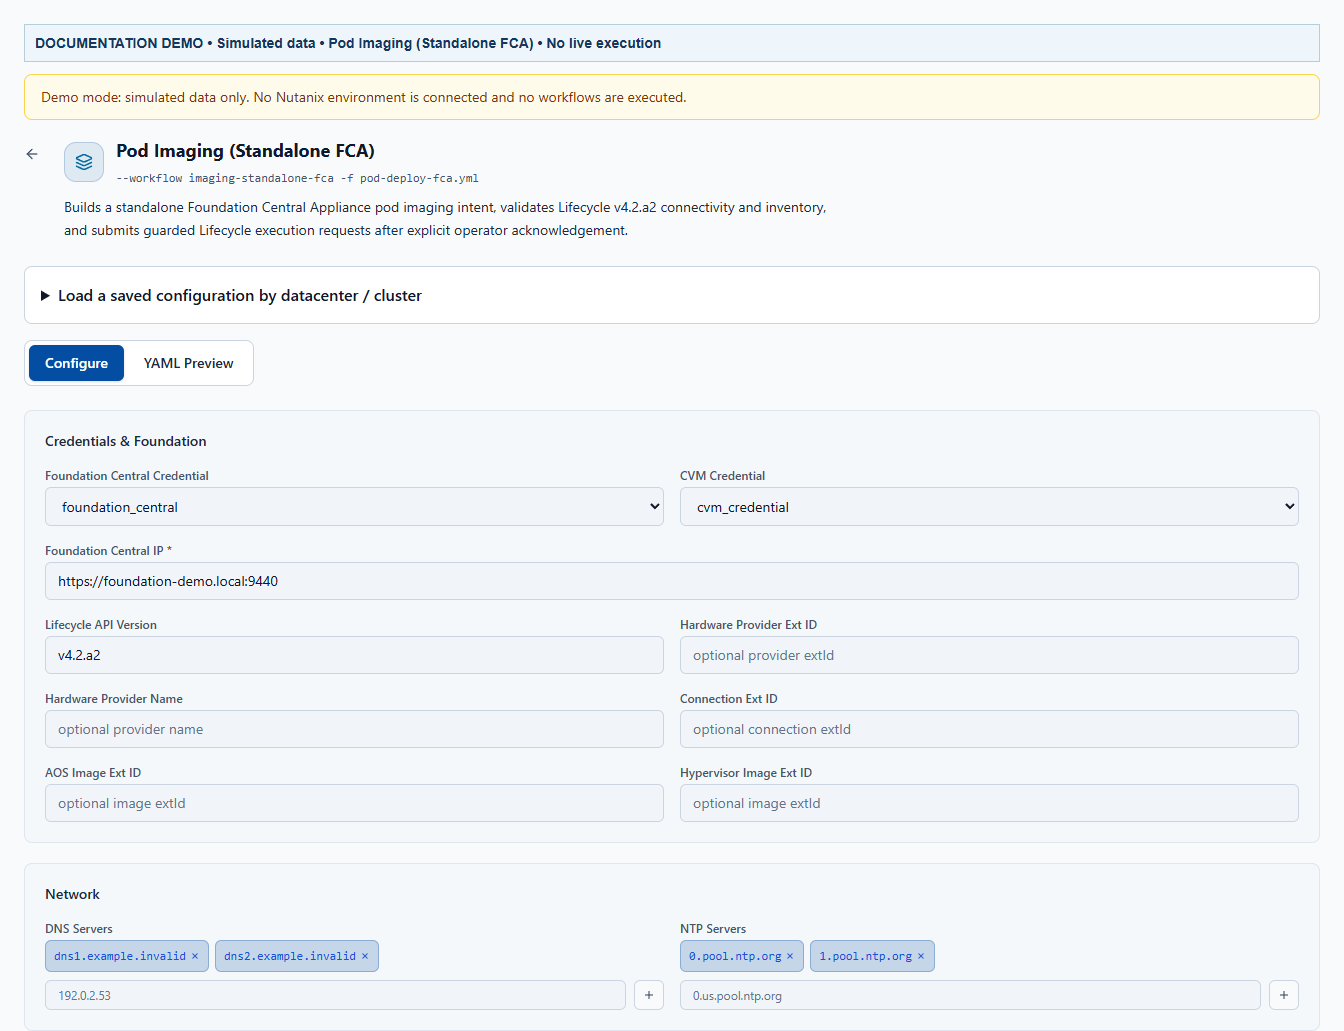 DOCUMENTATION DEMO • Simulated data • Pod Imaging (Standalone FCA) • No live execution
Demo mode: simulated data only. No Nutanix environment is connected and no workflows are executed.
Pod Imaging (Standalone FCA)
--workflow imaging-standalone-fca -f pod-deploy-fca.yml
Builds a standalone Foundation Central Appliance pod imaging intent, validates Lifecycle v4.2.a2 connectivity and inventory,
and submits guarded Lifecycle execution requests after explicit operator acknowledgement.
Load a saved configuration by datacenter / cluster
Configure YAML Preview
Credentials & Foundation
Foundation Central Credential CVM Credential
foundation_central cvm_credential
Foundation Central IP *
https://foundation-demo.local:9440
Lifecycle API Version Hardware Provider Ext ID
v4.2.a2 optional provider extId
Hardware Provider Name Connection Ext ID
optional provider name optional connection extId
AOS Image Ext ID Hypervisor Image Ext ID
optional image extId optional image extId
Network
DNS Servers NTP Servers
dns1.example.invalid × dns2.example.invalid × 0.pool.ntp.org × 1.pool.ntp.org ×
192.0.2.53 + 0.us.pool.ntp.org +